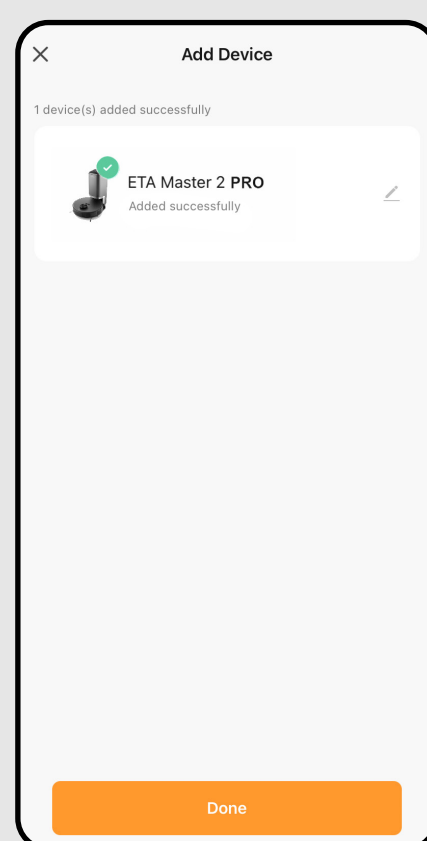 Add Device
1 device(s) added successfully
ETA Master 2 PRO
Added successfully
Done